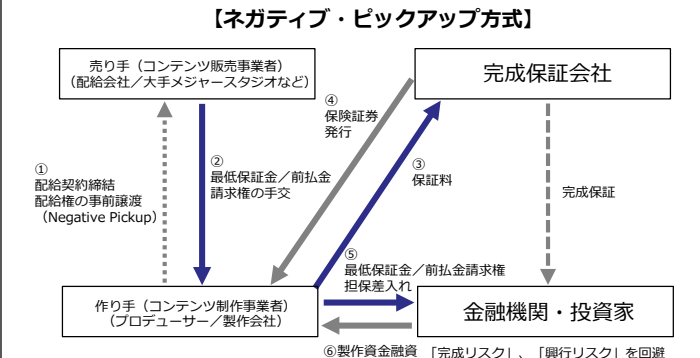 【ネガティブ・ピックアップ方式】
売り手（コンテンツ販売事業者）
（配給会社／大手メジャースタジオなど）
完成保証会社
④
保険証券
発行
①
配給契約締結
配給権の事前譲渡
（Negative Pickup）
②
最低保証金／前払金
請求権の手交
③
保証料
完成保証
⑤
最低保証金／前払金請求権
担保差入れ
作り手（コンテンツ制作事業者）
（プロデューサー／製作会社）
金融機関・投資家
⑥製作資金融資
「完成リスク」、「興行リスク」を回避